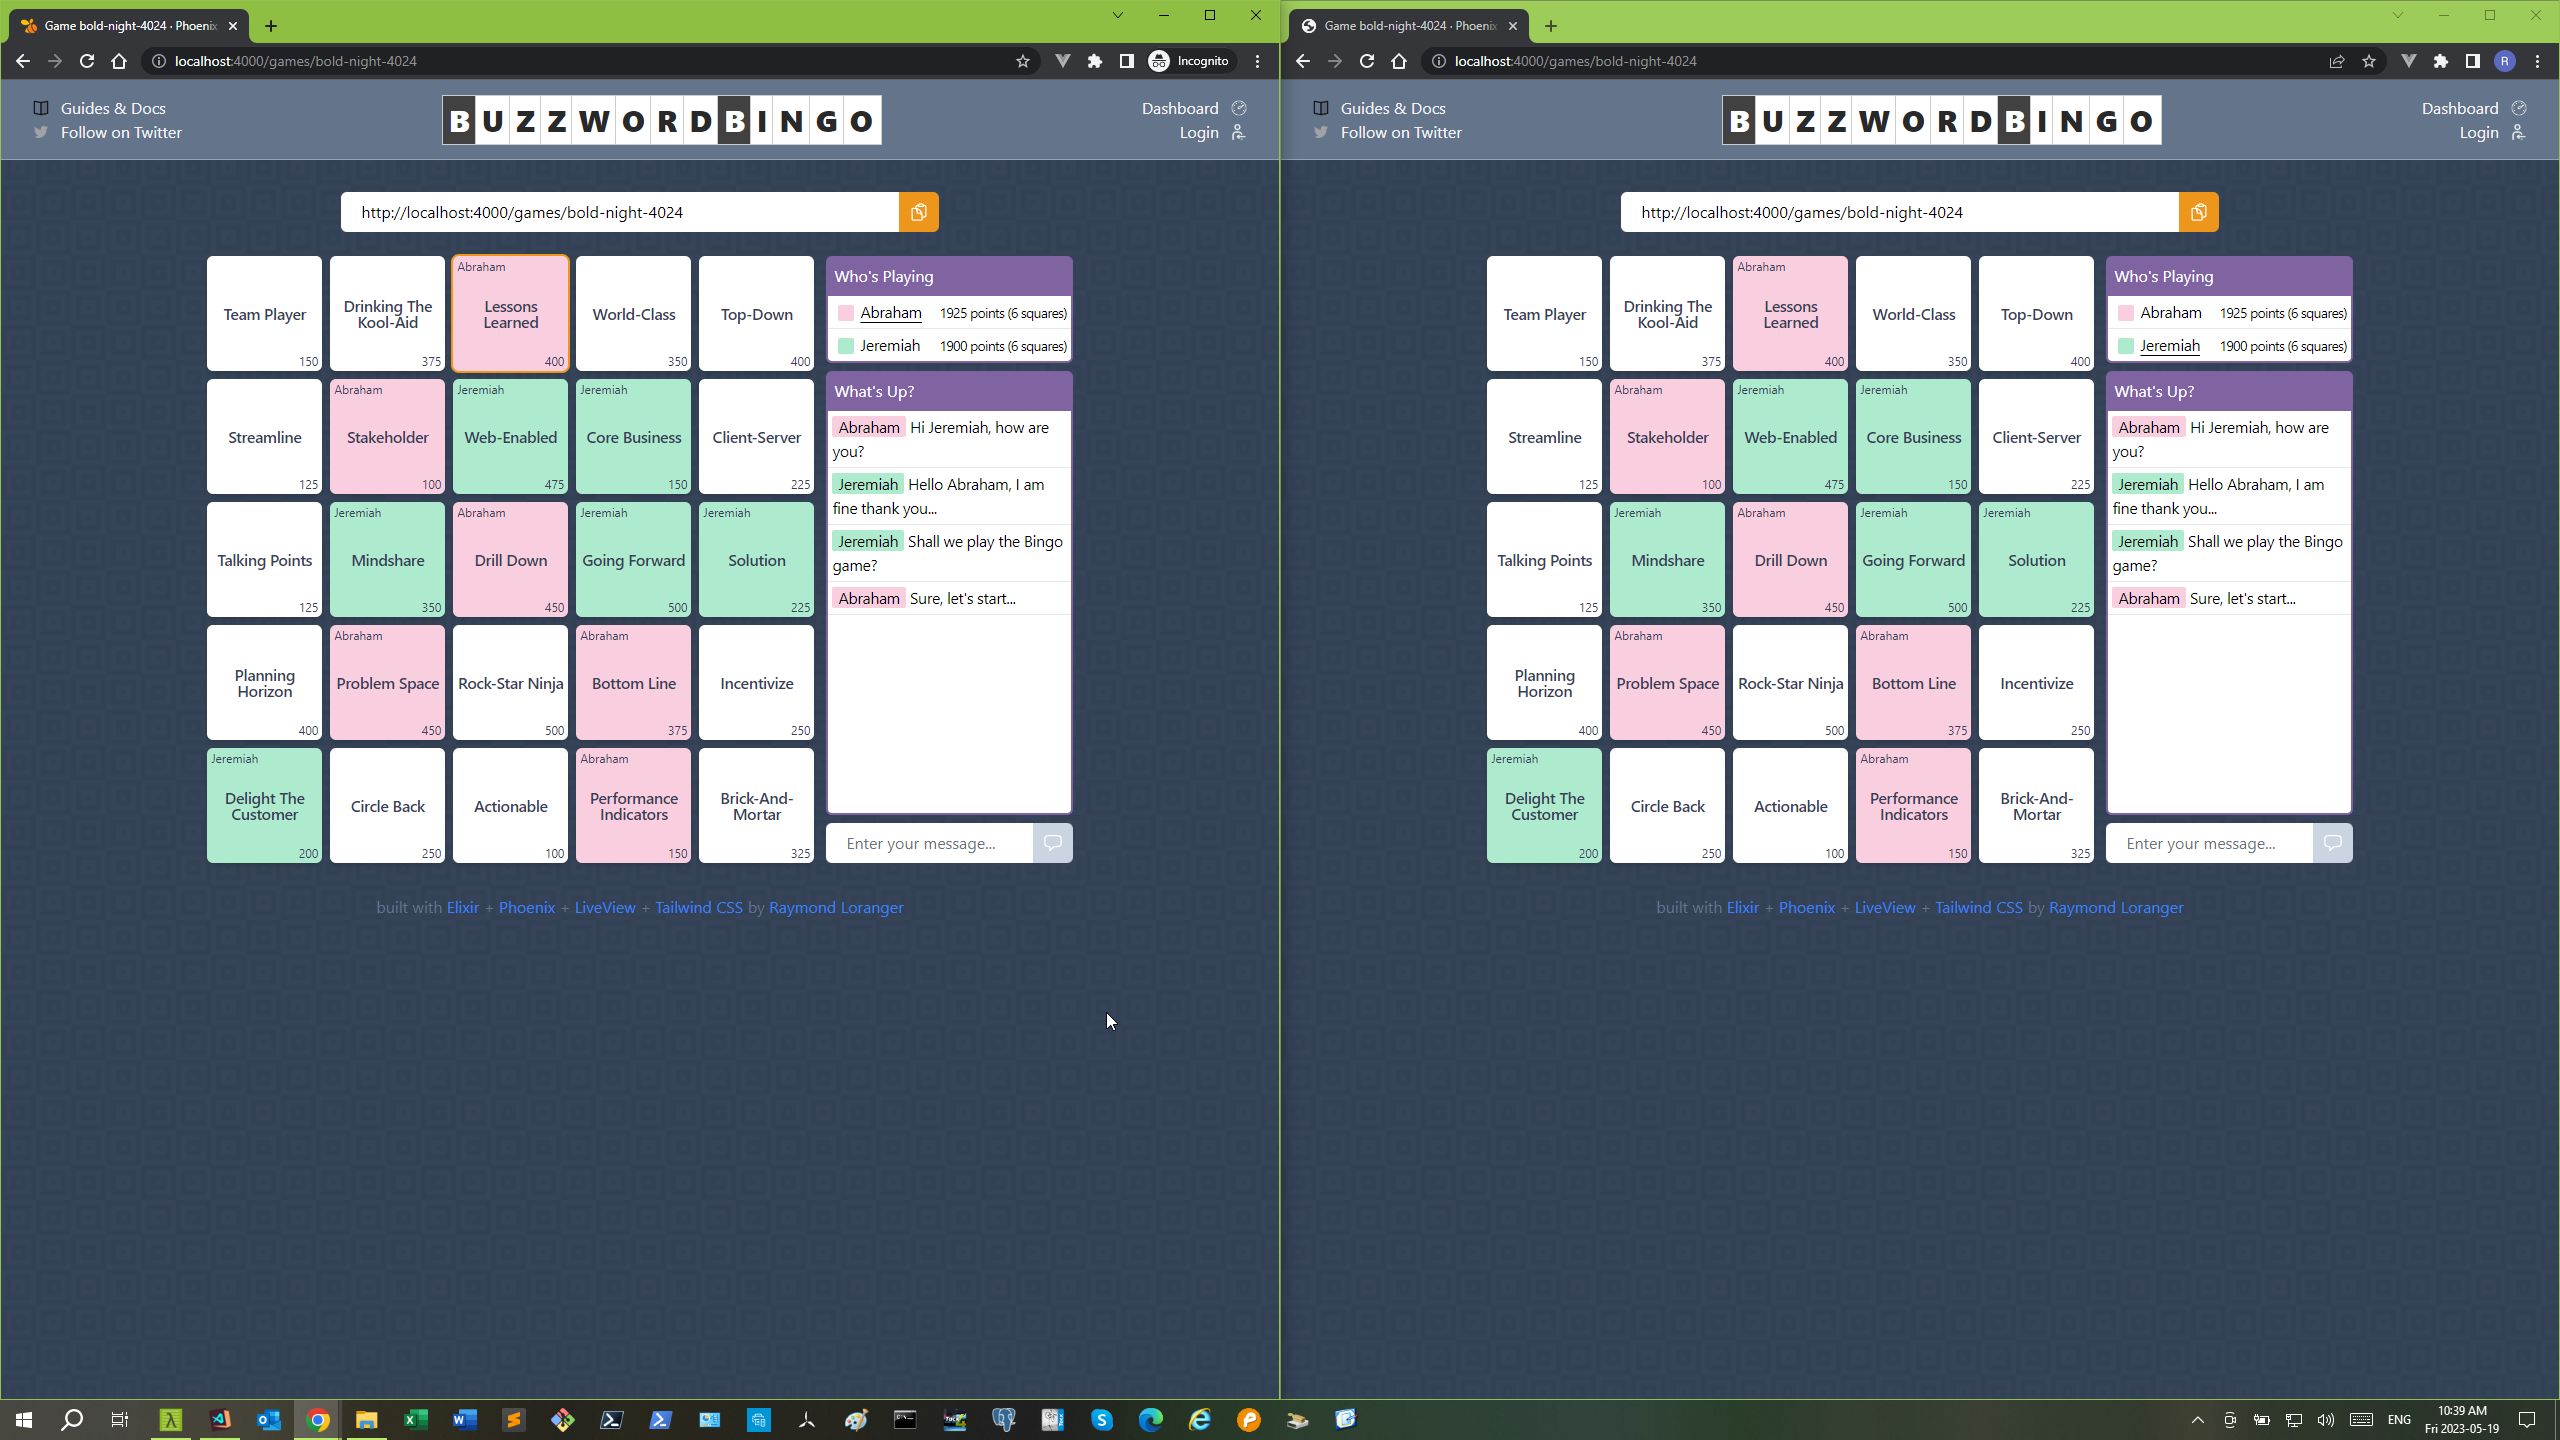 Game bold-night-4024 · Phoenix
localhost:4000/games/bold-night-4024
Incognito
Guides & Docs
Follow on Twitter
BUZZWORDBINGO
Dashboard
Login
http://localhost:4000/games/bold-night-4024
Team Player
150
Drinking The
Kool-Aid
375
Abraham
Lessons
Learned
400
World-Class
350
Top-Down
400
Streamline
125
Abraham
Stakeholder
100
Jeremiah
Web-Enabled
475
Jeremiah
Core Business
150
Client-Server
225
Talking Points
125
Jeremiah
Mindshare
350
Abraham
Drill Down
450
Jeremiah
Going Forward
500
Jeremiah
Solution
225
Planning
Horizon
400
Abraham
Problem Space
450
Rock-Star Ninja
500
Abraham
Bottom Line
375
Incentivize
250
Jeremiah
Delight The
Customer
200
Circle Back
250
Actionable
100
Abraham
Performance
Indicators
150
Brick-And-
Mortar
325
Who's Playing
Abraham 1925 points (6 squares)
Jeremiah 1900 points (6 squares)
What's Up?
Abraham Hi Jeremiah, how are
you?
Jeremiah Hello Abraham, I am
fine thank you...
Jeremiah Shall we play the Bingo
game?
Abraham Sure, let's start...
Enter your message...
built with Elixir + Phoenix + LiveView + Tailwind CSS by Raymond Loranger
Game bold-night-4024 · Phoenix
localhost:4000/games/bold-night-4024
R
Guides & Docs
Follow on Twitter
BUZZWORDBINGO
Dashboard
Login
http://localhost:4000/games/bold-night-4024
Team Player
150
Drinking The
Kool-Aid
375
Abraham
Lessons
Learned
400
World-Class
350
Top-Down
400
Streamline
125
Abraham
Stakeholder
100
Jeremiah
Web-Enabled
475
Jeremiah
Core Business
150
Client-Server
225
Talking Points
125
Jeremiah
Mindshare
350
Abraham
Drill Down
450
Jeremiah
Going Forward
500
Jeremiah
Solution
225
Planning
Horizon
400
Abraham
Problem Space
450
Rock-Star Ninja
500
Abraham
Bottom Line
375
Incentivize
250
Jeremiah
Delight The
Customer
200
Circle Back
250
Actionable
100
Abraham
Performance
Indicators
150
Brick-And-
Mortar
325
Who's Playing
Abraham 1925 points (6 squares)
Jeremiah 1900 points (6 squares)
What's Up?
Abraham Hi Jeremiah, how are
you?
Jeremiah Hello Abraham, I am
fine thank you...
Jeremiah Shall we play the Bingo
game?
Abraham Sure, let's start...
Enter your message...
built with Elixir + Phoenix + LiveView + Tailwind CSS by Raymond Loranger
ENG
10:39 AM
Fri 2023-05-19